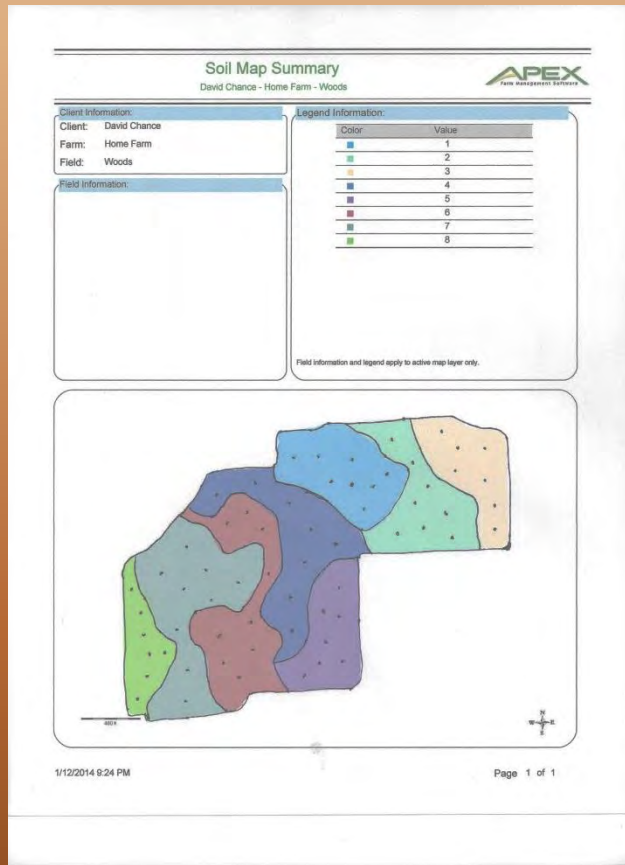 Soil Map Summary
David Chance - Home Farm - Woods
APEX
Farm Management Software
Client Information:
Client: David Chance
Farm: Home Farm
Field: Woods
Field Information:
Legend Information:
Color Value
1
2
3
4
5
6
7
8
Field information and legend apply to active map layer only.
N
W E
S
1/12/2014 9:24 PM
Page 1 of 1